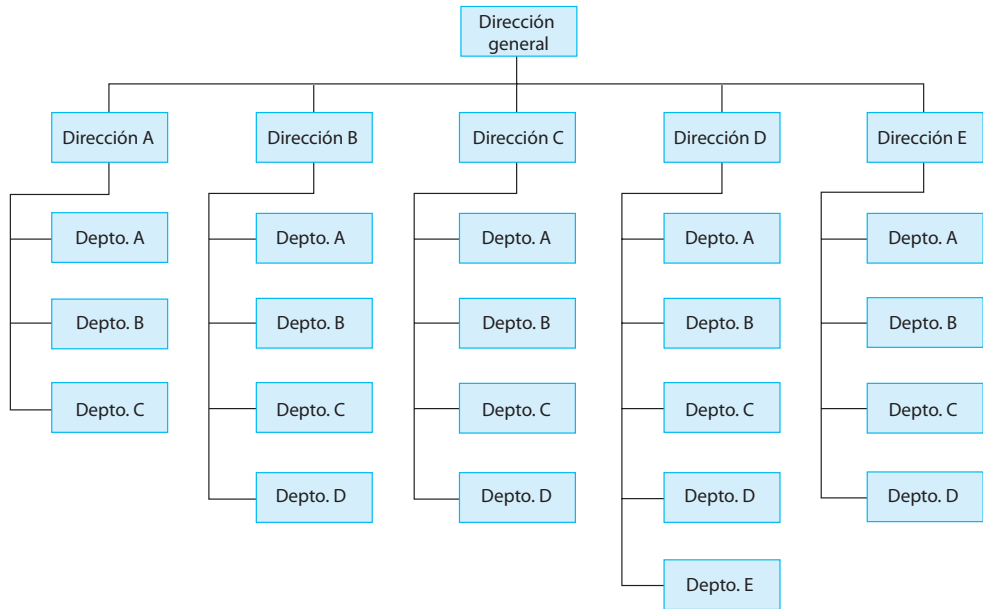 Dirección
general
Dirección A
Dirección B
Dirección C
Dirección D
Dirección E
Depto. A
Depto. A
Depto. A
Depto. A
Depto. A
Depto. B
Depto. B
Depto. B
Depto. B
Depto. B
Depto. C
Depto. C
Depto. C
Depto. C
Depto. C
Depto. D
Depto. D
Depto. D
Depto. D
Depto. E